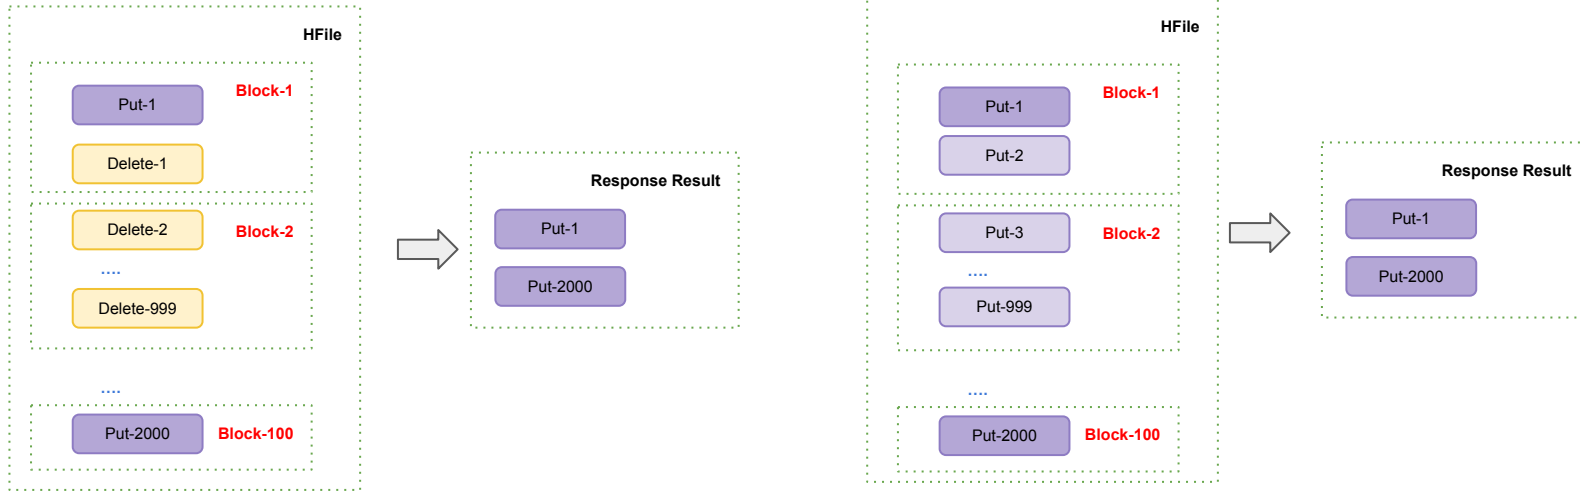 HFile
Block-1
Put-1
Delete-1
Delete-2
Block-2
....
Delete-999
....
Put-2000
Block-100
Response Result
Put-1
Put-2000
HFile
Block-1
Put-1
Put-2
Put-3
Block-2
....
Put-999
....
Put-2000
Block-100
Response Result
Put-1
Put-2000